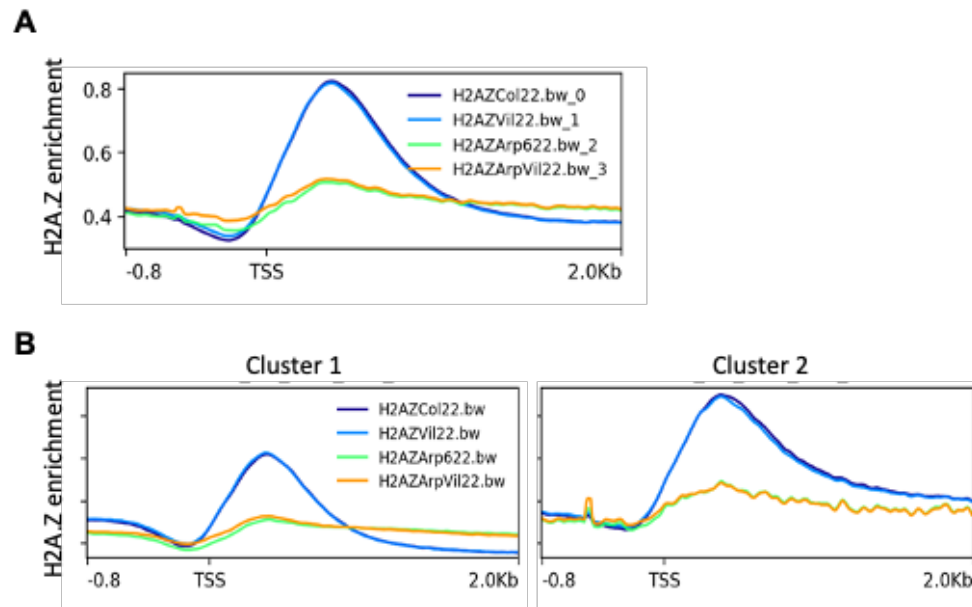 A
H2A.Z enrichment
0.8
0.6
0.4
H2AZCol22.bw_0
H2AZVil22.bw_1
H2AZArp622.bw_2
H2AZArpVil22.bw_3
-0.8 TSS 2.0Kb
B
Cluster 1 Cluster 2
H2A.Z enrichment
H2AZCol22.bw
H2AZVil22.bw
H2AZArp622.bw
H2AZArpVil22.bw
-0.8 TSS 2.0Kb -0.8 TSS 2.0Kb